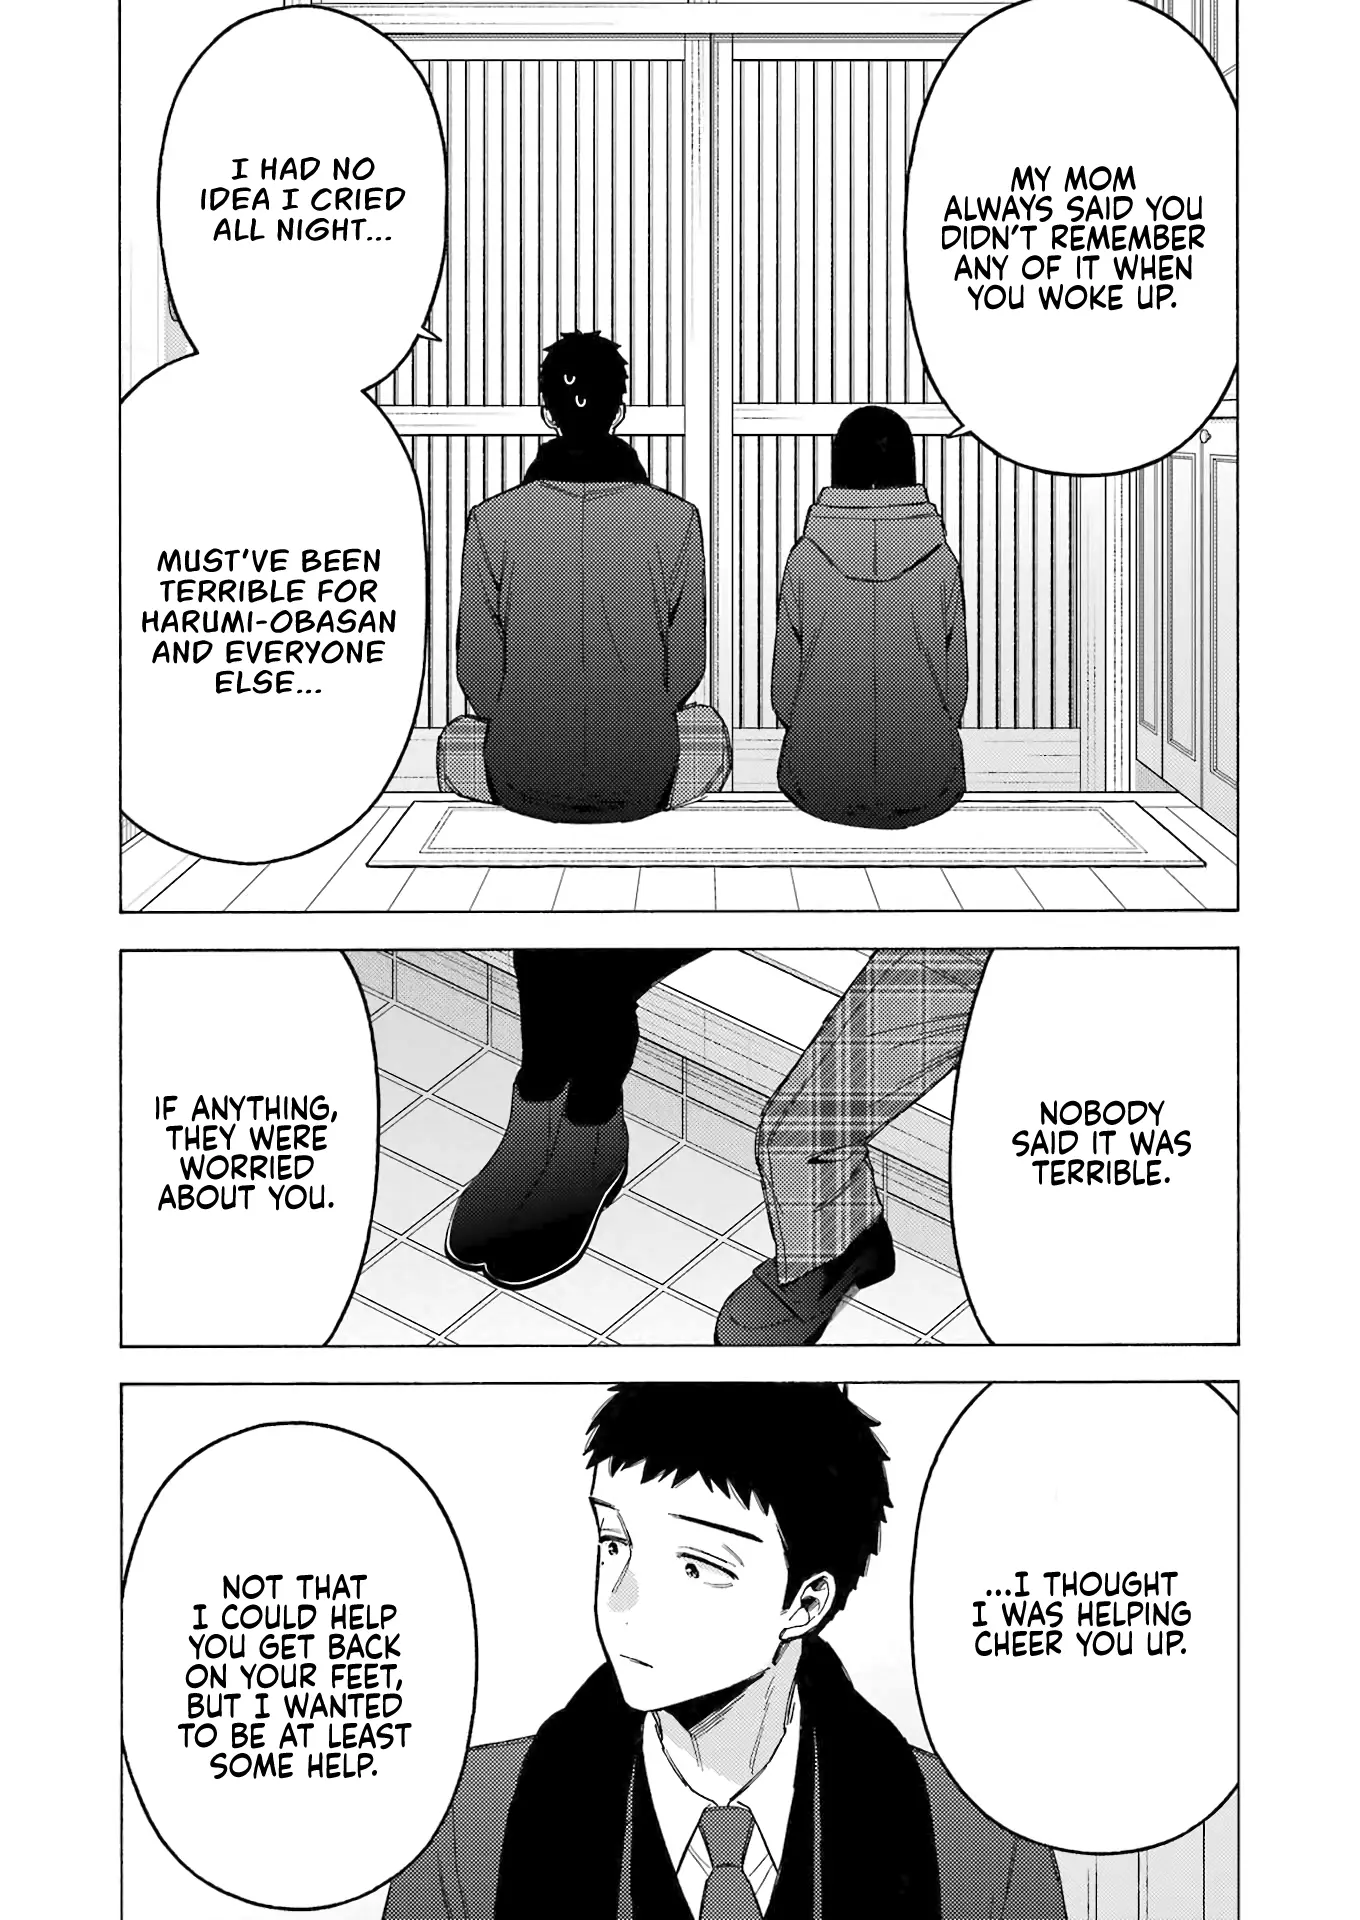 MY MOM
ALWAYS SAID YOU
DIDN'T REMEMBER
ANY OF IT WHEN
YOU WOKE UP.
I HAD NO
IDEA I CRIED
ALL NIGHT...
MUST'VE BEEN
TERRIBLE FOR
HARUMI-OBASAN
AND EVERYONE
ELSE...
NOBODY
SAID IT WAS
TERRIBLE.
IF ANYTHING,
THEY WERE
WORRIED
ABOUT YOU.
...I THOUGHT
I WAS HELPING
CHEER YOU UP.
NOT THAT
I COULD HELP
YOU GET BACK
ON YOUR FEET,
BUT I WANTED
TO BE AT LEAST
SOME HELP.